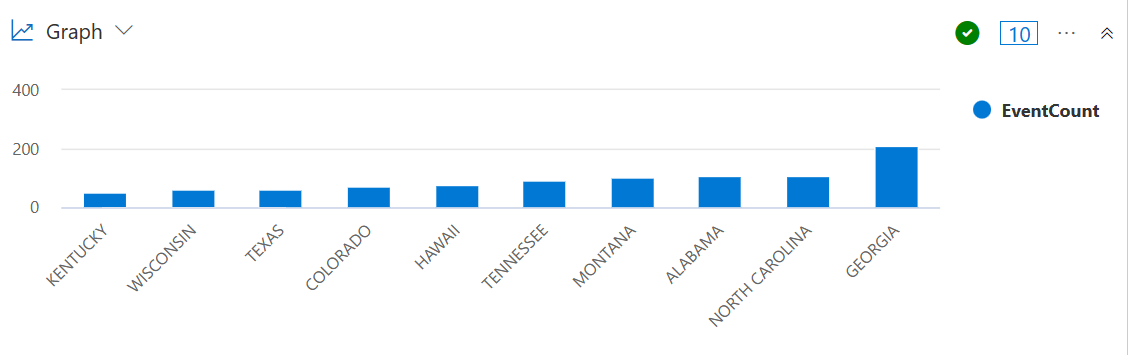 Graph
10
400
200
0
EventCount
KENTUCKY
WISCONSIN
TEXAS
COLORADO
HAWAII
TENNESSEE
MONTANA
ALABAMA
NORTH CAROLINA
GEORGIA